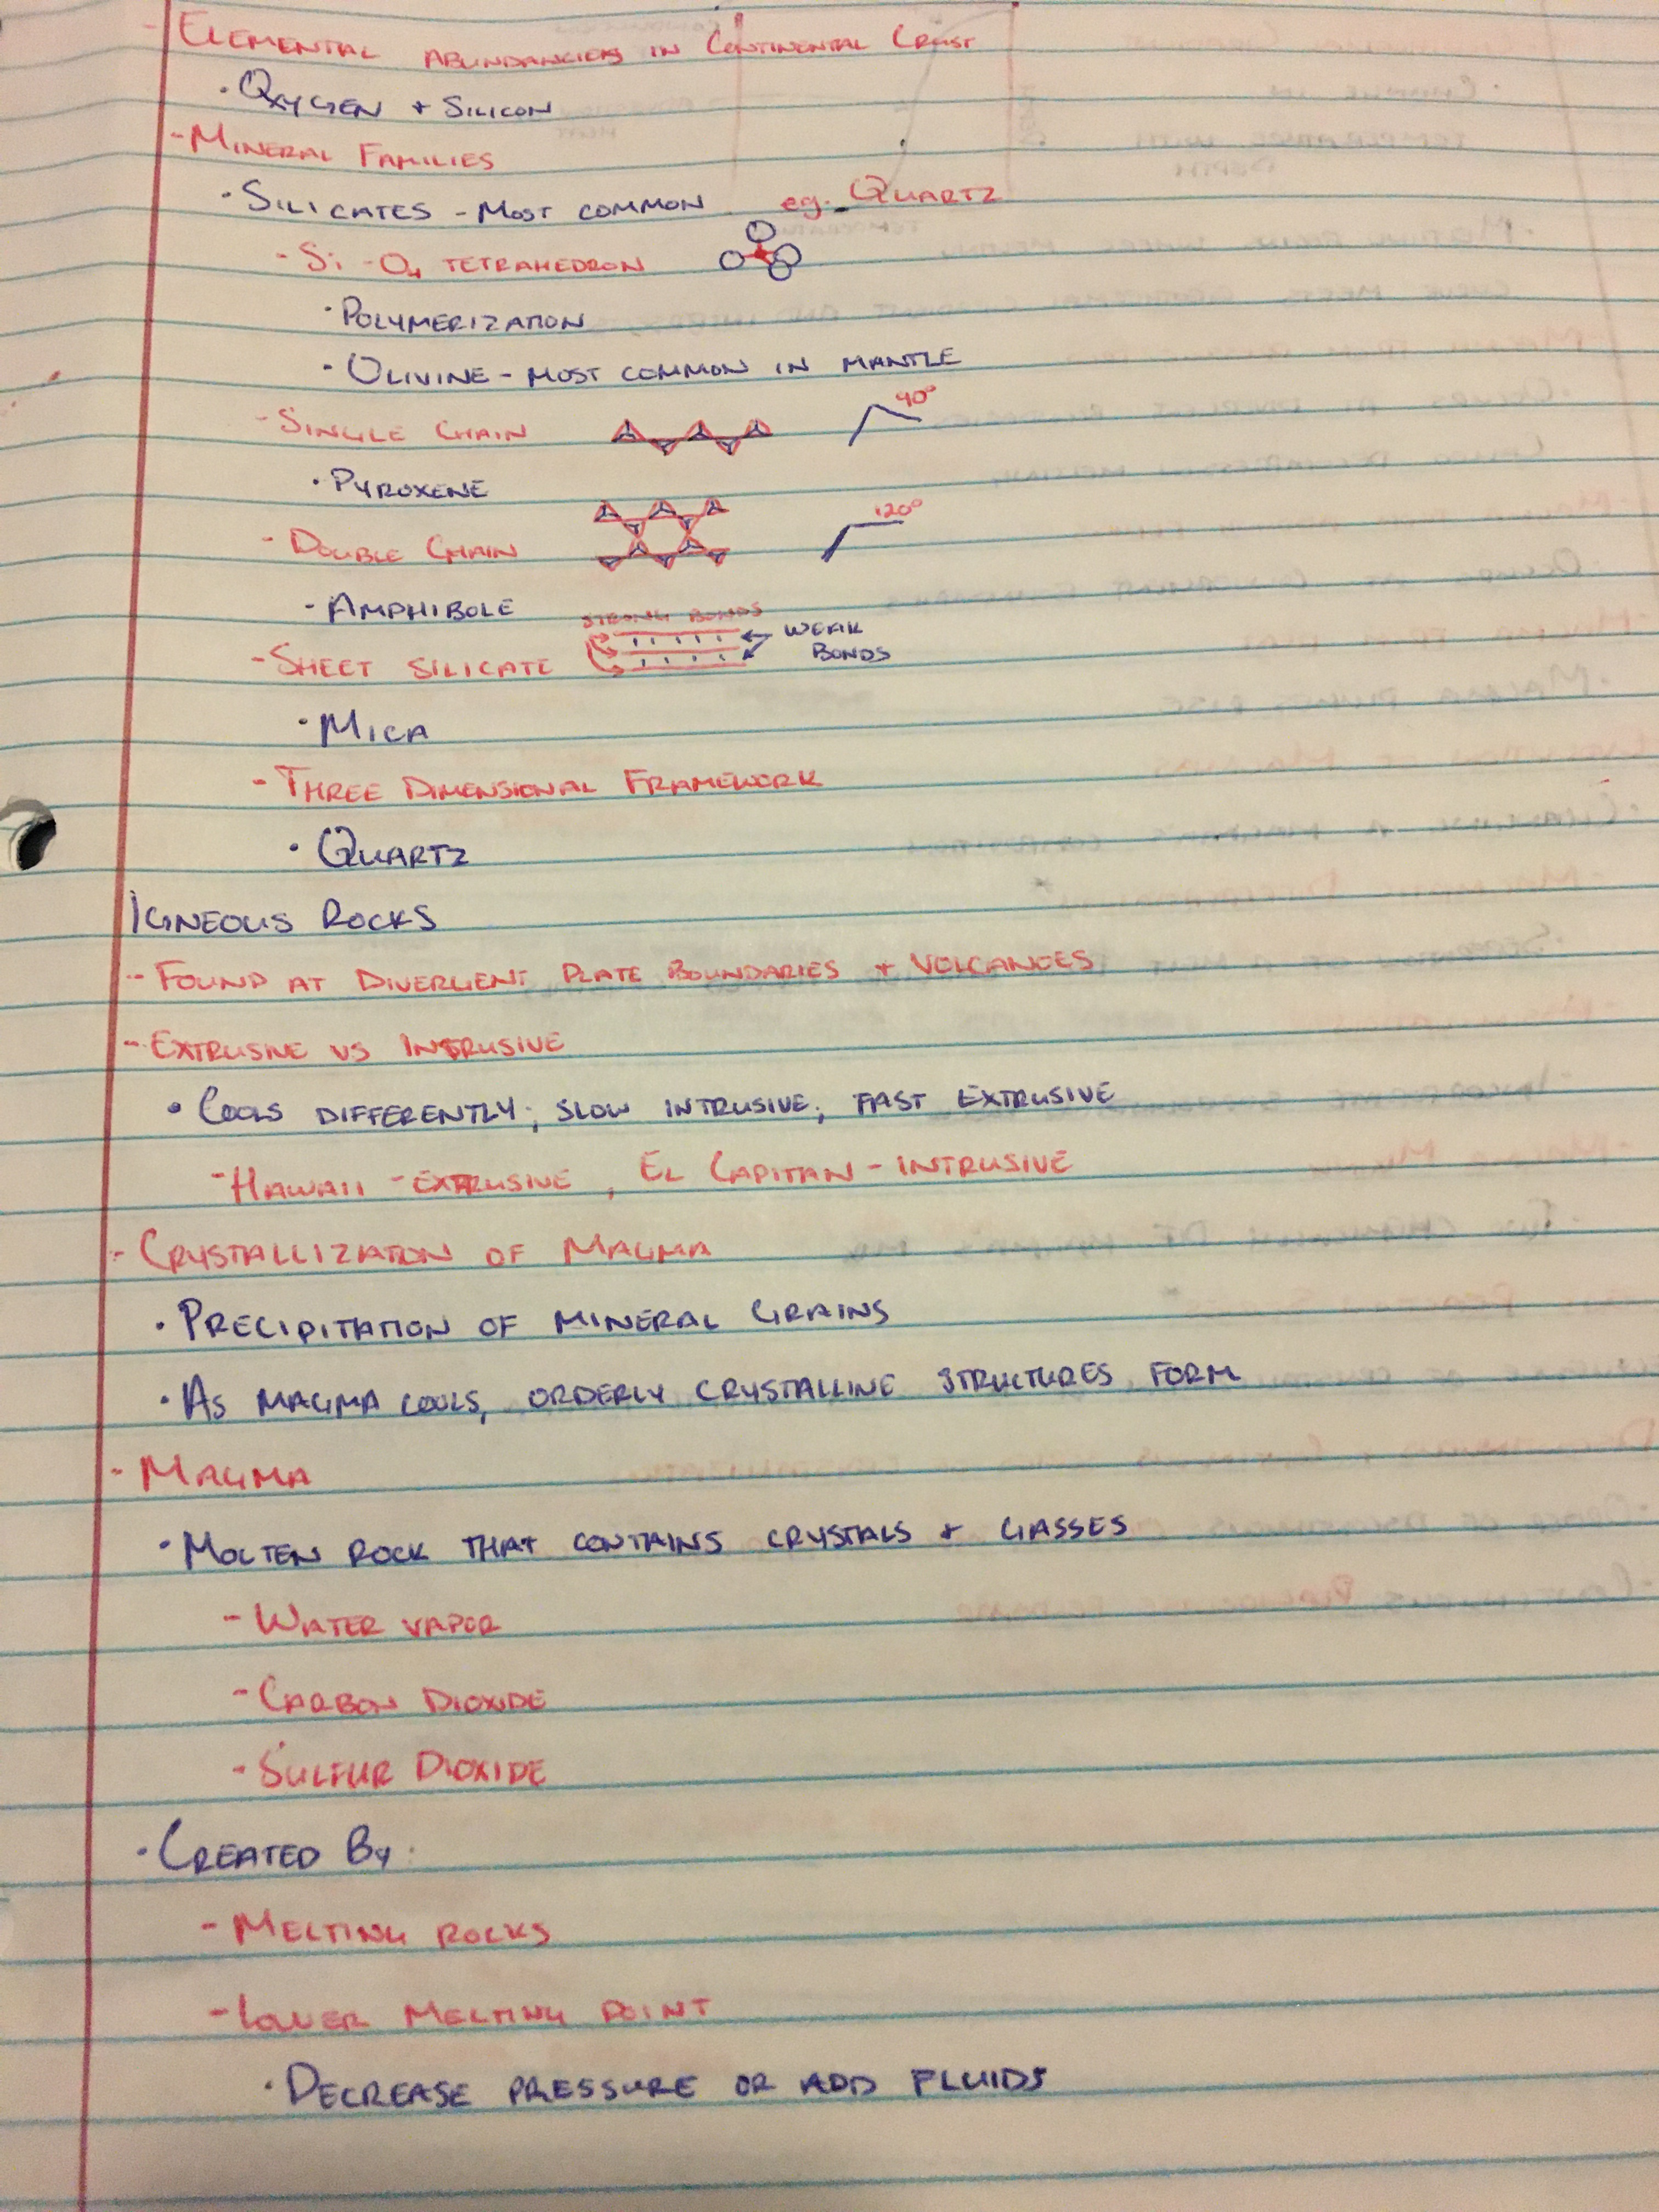 - Elemental abundancies in Continental Crust
· Oxygen + Silicon
- Mineral Families
· Silicates - Most common eg. Quartz
- Si - O4 tetrahedron
· Polymerization
· Olivine - most common in mantle
- Single Chain 90°
· Pyroxene
- Double Chain 120°
- Amphibole
Strong Bonds
- Sheet silicate
Weak Bonds
· Mica
- Three Dimensional Framework
· Quartz
Igneous Rocks
- Found at Divergent Plate Boundaries + Volcanoes
- Extrusive vs Intrusive
· Cools differently; slow intrusive; fast extrusive
- Hawaii - extrusive, El Capitan - intrusive
- Crystallization of Magma
· Precipitation of mineral grains
· As magma cools, orderly crystalline structures form
- Magma
· Molten rock that contains crystals + gasses
- Water vapor
- Carbon Dioxide
- Sulfur Dioxide
· Created By:
- Melting rocks
- Lower melting point
· Decrease pressure or add fluids